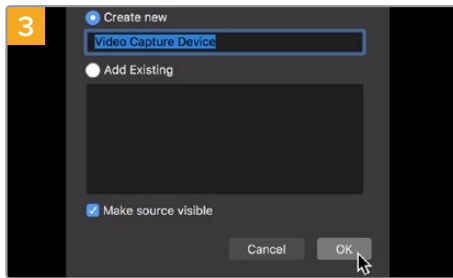 3
Create new
Video Capture Device
Add Existing
Make source visible
Cancel OK